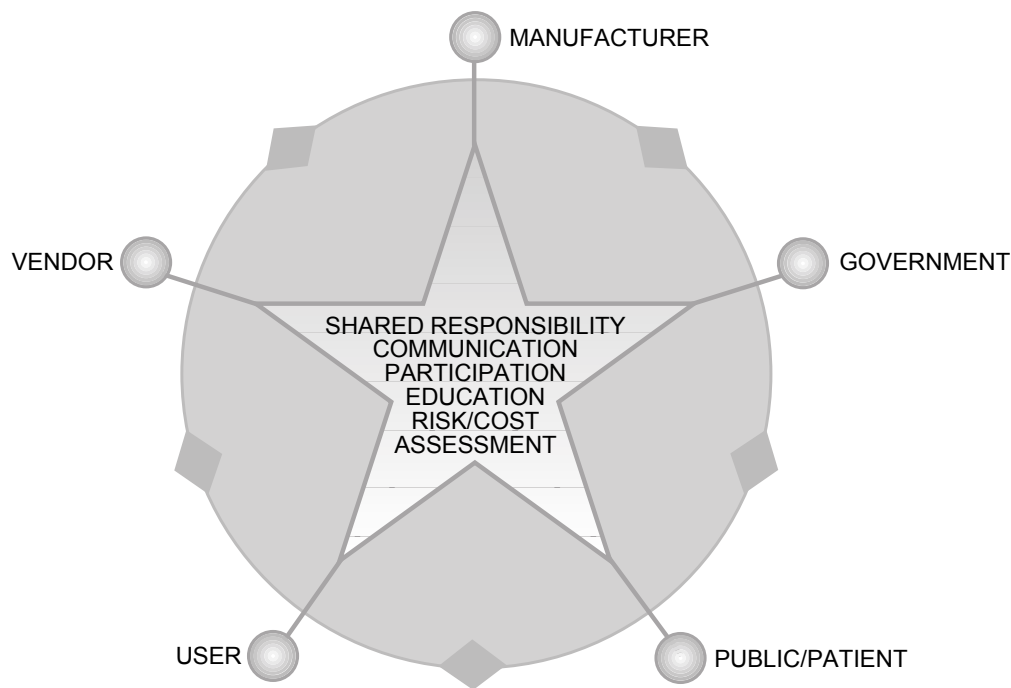 MANUFACTURER
VENDOR
GOVERNMENT
SHARED RESPONSIBILITY
COMMUNICATION
PARTICIPATION
EDUCATION
RISK/COST
ASSESSMENT
USER
PUBLIC/PATIENT